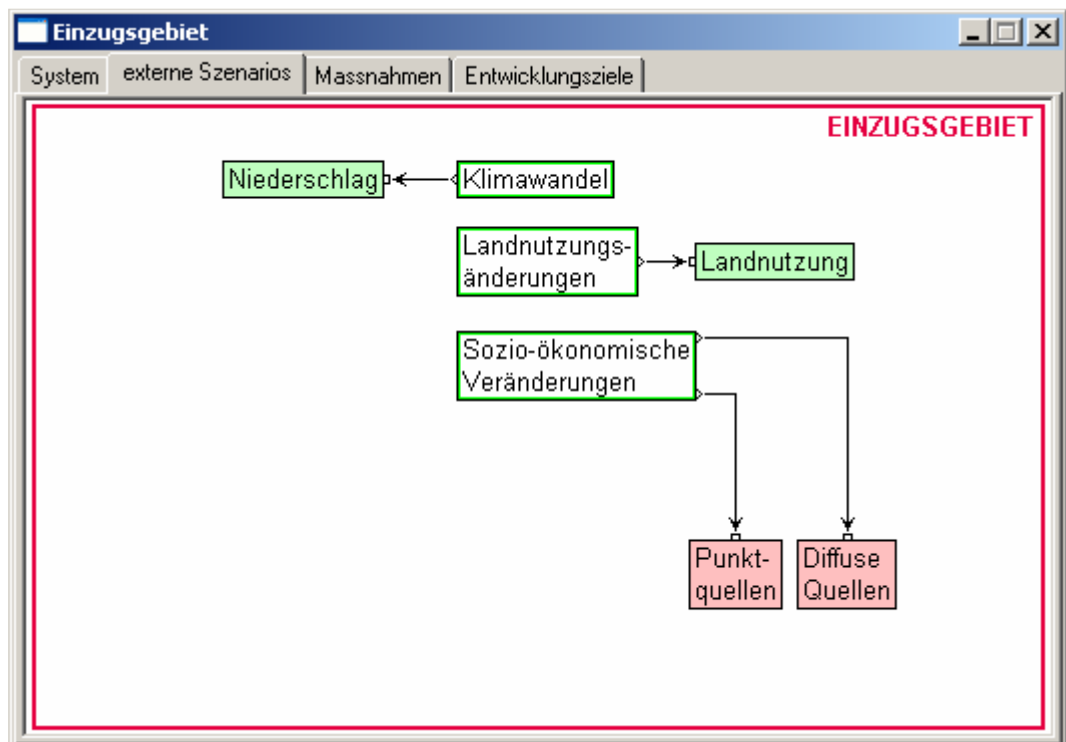 Einzugsgebiet
System externe Szenarios Massnahmen Entwicklungsziele
EINZUGSGEBIET
Niederschlag
Klimawandel
Landnutzungs-
änderungen
Landnutzung
Sozio-ökonomische
Veränderungen
Punkt-
quellen
Diffuse
Quellen